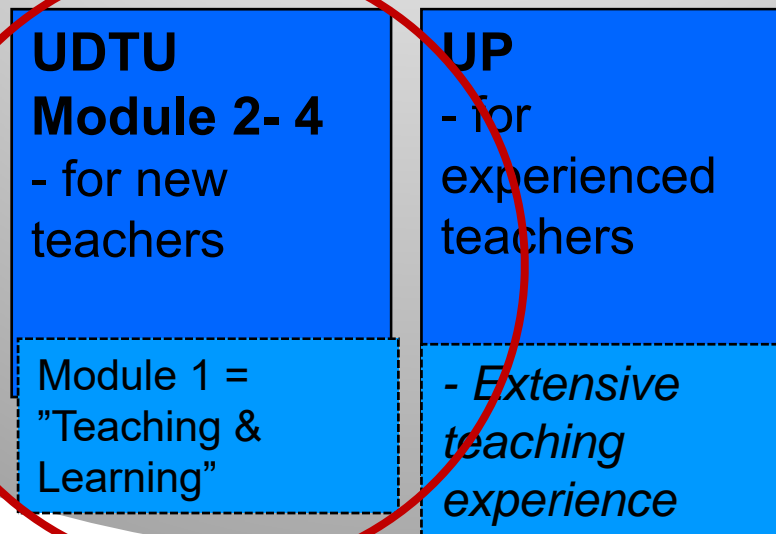 UDTU
Module 2- 4
- for new
teachers
Module 1 =
”Teaching &
Learning”
UP
- for
experienced
teachers
- Extensive
teaching
experience